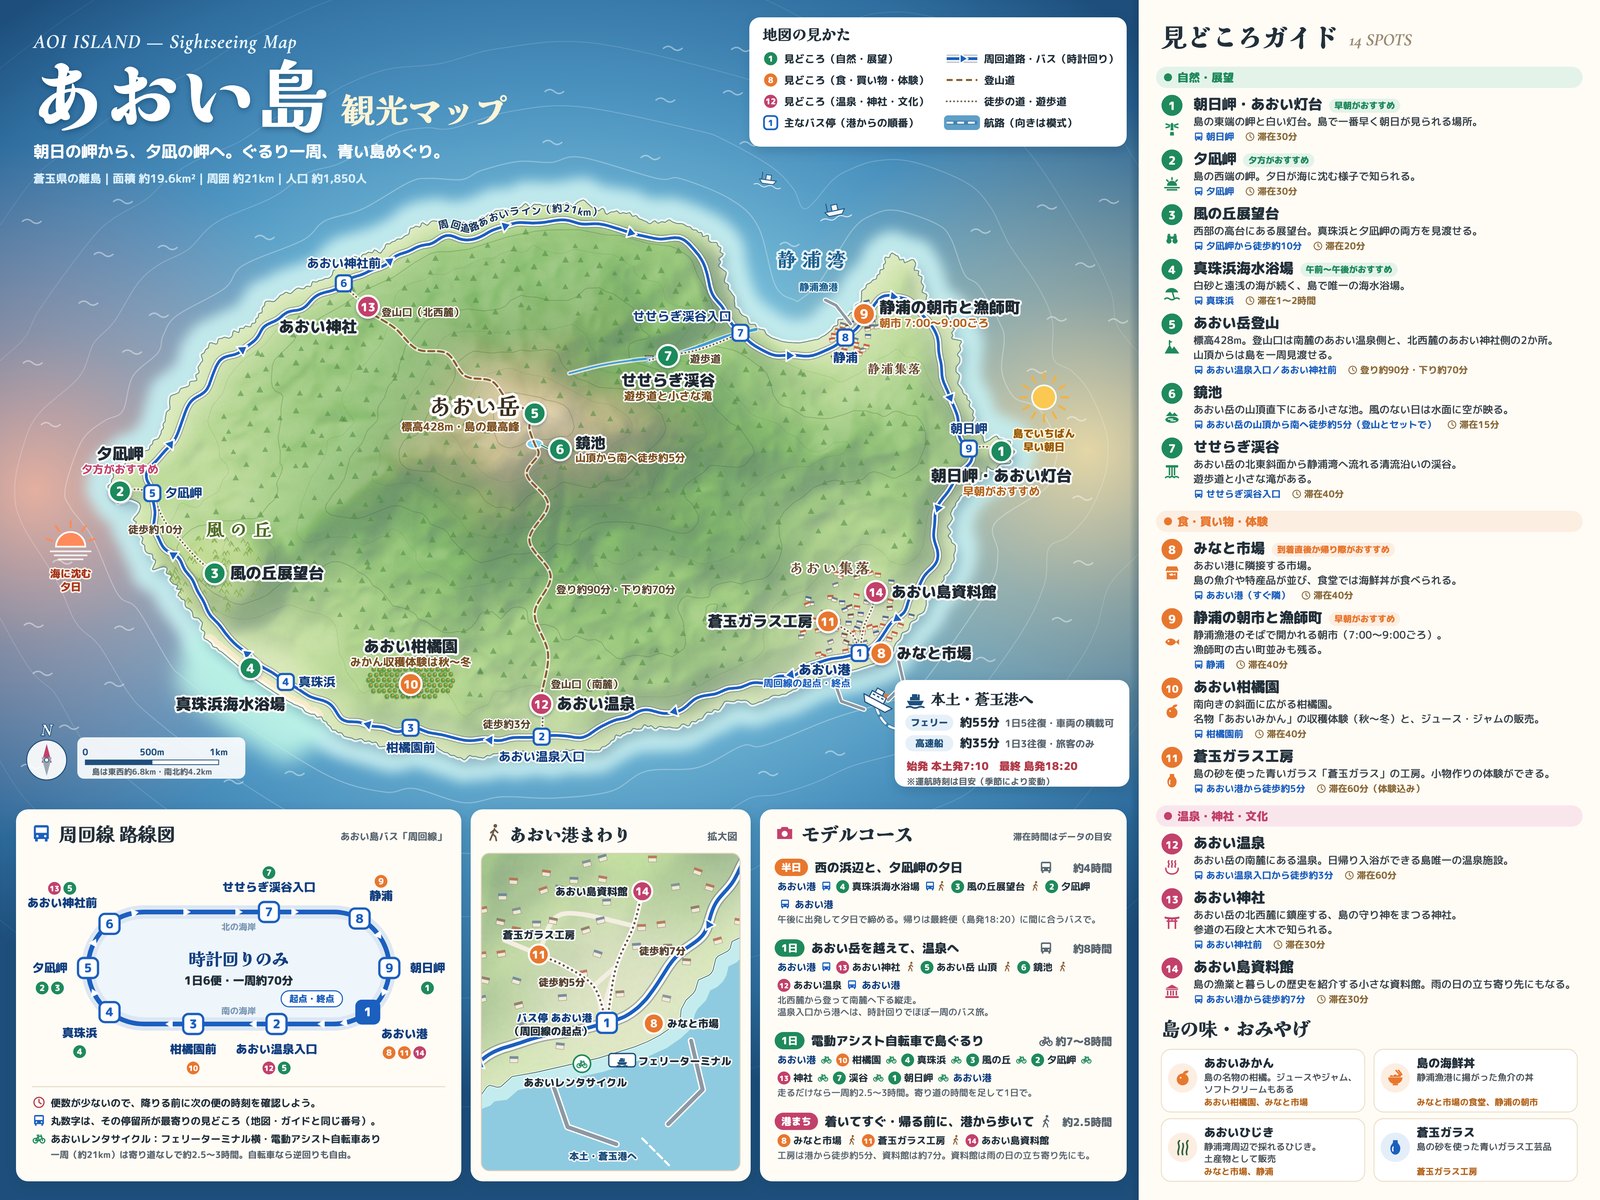 AOI ISLAND — Sightseeing Map
あおい島 観光マップ
朝日の岬から、夕凪の岬へ。ぐるり一周、青い島めぐり。
蒼玉県の離島 | 面積 約19.6km² | 周囲 約21km | 人口 約1,850人
地図の見かた
1 見どころ（自然・展望）
8 見どころ（食・買い物・体験）
12 見どころ（温泉・神社・文化）
1 主なバス停（港からの順番）
周回道路・バス（時計回り）
登山道
徒歩の道・遊歩道
航路（向きは模式）
周回道路あおいライン（約21km）
静浦湾
静浦漁港
あおい神社前
6
13
登山口（北西麓）
あおい神社
せせらぎ渓谷入口
7
7
遊歩道
せせらぎ渓谷
遊歩道と小さな滝
9 静浦の朝市と漁師町
朝市 7:00〜9:00ごろ
8
静浦
静浦集落
あおい岳 5
標高428m・島の最高峰
6 鏡池
山頂から南へ徒歩約5分
島でいちばん
早い朝日
朝日岬
9
1
朝日岬・あおい灯台
早朝がおすすめ
夕凪岬
夕方がおすすめ
2
5 夕凪岬
徒歩約10分
風の丘
3 風の丘展望台
海に沈む
夕日
登り約90分・下り約70分
あおい集落
14 あおい島資料館
蒼玉ガラス工房 11
1
8 みなと市場
あおい港
周回線の起点・終点
あおい柑橘園
みかん収穫体験は秋〜冬
10
4
4 真珠浜
真珠浜海水浴場
登山口（南麓）
12 あおい温泉
徒歩約3分
3
柑橘園前
2
あおい温泉入口
N
0 500m 1km
島は東西約6.8km・南北約4.2km
本土・蒼玉港へ
フェリー 約55分 1日5往復・車両の積載可
高速船 約35分 1日3往復・旅客のみ
始発 本土発7:10 最終 島発18:20
※運航時刻は目安（季節により変動）
周回線 路線図
あおい島バス「周回線」
13 5
あおい神社前
6
7
せせらぎ渓谷入口
7
9
静浦
8
北の海岸
夕凪岬
2 3
5
時計回りのみ
1日6便・一周約70分
9
朝日岬
1
起点・終点
南の海岸
4
真珠浜
4
3
柑橘園前
10
2
あおい温泉入口
12 5
1
あおい港
8 11 14
便数が少ないので、降りる前に次の便の時刻を確認しよう。
丸数字は、その停留所が最寄りの見どころ（地図・ガイドと同じ番号）。
あおいレンタサイクル：フェリーターミナル横・電動アシスト自転車あり
一周（約21km）は寄り道なしで約2.5〜3時間。自転車なら逆回りも自由。
あおい港まわり
拡大図
あおい島資料館 14
蒼玉ガラス工房
11
徒歩約7分
徒歩約5分
バス停 あおい港
（周回線の起点）
1
8 みなと市場
フェリーターミナル
あおいレンタサイクル
本土・蒼玉港へ
モデルコース
滞在時間はデータの目安
半日 西の浜辺と、夕凪岬の夕日 約4時間
あおい港 4 真珠浜海水浴場 3 風の丘展望台 2 夕凪岬
あおい港
午後に出発して夕日で締める。帰りは最終便（島発18:20）に間に合うバスで。
1日 あおい岳を越えて、温泉へ 約8時間
あおい港 13 あおい神社 5 あおい岳 山頂 6 鏡池
12 あおい温泉 あおい港
北西麓から登って南麓へ下る縦走。
温泉入口から港へは、時計回りでほぼ一周のバス旅。
1日 電動アシスト自転車で島ぐるり 約7〜8時間
あおい港 10 柑橘園 4 真珠浜 3 風の丘 2 夕凪岬
13 神社 7 渓谷 1 朝日岬 あおい港
走るだけなら一周約2.5〜3時間。寄り道の時間を足して1日で。
港まち 着いてすぐ・帰る前に、港から歩いて 約2.5時間
8 みなと市場 11 蒼玉ガラス工房 14 あおい島資料館
工房は港から徒歩約5分、資料館は約7分。資料館は雨の日の立ち寄り先にも。
見どころガイド 14 SPOTS
自然・展望
1 朝日岬・あおい灯台 早朝がおすすめ
島の東端の岬と白い灯台。島で一番早く朝日が見られる場所。
朝日岬 滞在30分
2 夕凪岬 夕方がおすすめ
島の西端の岬。夕日が海に沈む様子で知られる。
夕凪岬 滞在30分
3 風の丘展望台
西部の高台にある展望台。真珠浜と夕凪岬の両方を見渡せる。
夕凪岬から徒歩約10分 滞在20分
4 真珠浜海水浴場 午前〜午後がおすすめ
白砂と遠浅の海が続く、島で唯一の海水浴場。
真珠浜 滞在1〜2時間
5 あおい岳登山
標高428m。登山口は南麓のあおい温泉側と、北西麓のあおい神社側の2か所。
山頂からは島を一周見渡せる。
あおい温泉入口／あおい神社前 登り約90分・下り約70分
6 鏡池
あおい岳の山頂直下にある小さな池。風のない日は水面に空が映る。
あおい岳の山頂から南へ徒歩約5分（登山とセットで） 滞在15分
7 せせらぎ渓谷
あおい岳の北東斜面から静浦湾へ流れる清流沿いの渓谷。
遊歩道と小さな滝がある。
せせらぎ渓谷入口 滞在40分
食・買い物・体験
8 みなと市場 到着直後か帰り際がおすすめ
あおい港に隣接する市場。
島の魚介や特産品が並び、食堂では海鮮丼が食べられる。
あおい港（すぐ隣） 滞在40分
9 静浦の朝市と漁師町 早朝がおすすめ
静浦漁港のそばで開かれる朝市（7:00〜9:00ごろ）。
漁師町の古い町並みも残る。
静浦 滞在40分
10 あおい柑橘園
南向きの斜面に広がる柑橘園。
名物「あおいみかん」の収穫体験（秋〜冬）と、ジュース・ジャムの販売。
柑橘園前 滞在40分
11 蒼玉ガラス工房
島の砂を使った青いガラス「蒼玉ガラス」の工房。小物作りの体験ができる。
あおい港から徒歩約5分 滞在60分（体験込み）
温泉・神社・文化
12 あおい温泉
あおい岳の南麓にある温泉。日帰り入浴ができる島唯一の温泉施設。
あおい温泉入口から徒歩約3分 滞在60分
13 あおい神社
あおい岳の北西麓に鎮座する、島の守り神をまつる神社。
参道の石段と大木で知られる。
あおい神社前 滞在30分
14 あおい島資料館
島の漁業と暮らしの歴史を紹介する小さな資料館。雨の日の立ち寄り先にもなる。
あおい港から徒歩約7分 滞在30分
島の味・おみやげ
あおいみかん
島の名物の柑橘。ジュースやジャム、
ソフトクリームもある
あおい柑橘園、みなと市場
島の海鮮丼
静浦漁港に揚がった魚介の丼
みなと市場の食堂、静浦の朝市
あおいひじき
静浦湾周辺で採れるひじき。
土産物として販売
みなと市場、静浦
蒼玉ガラス
島の砂を使った青いガラス工芸品
蒼玉ガラス工房